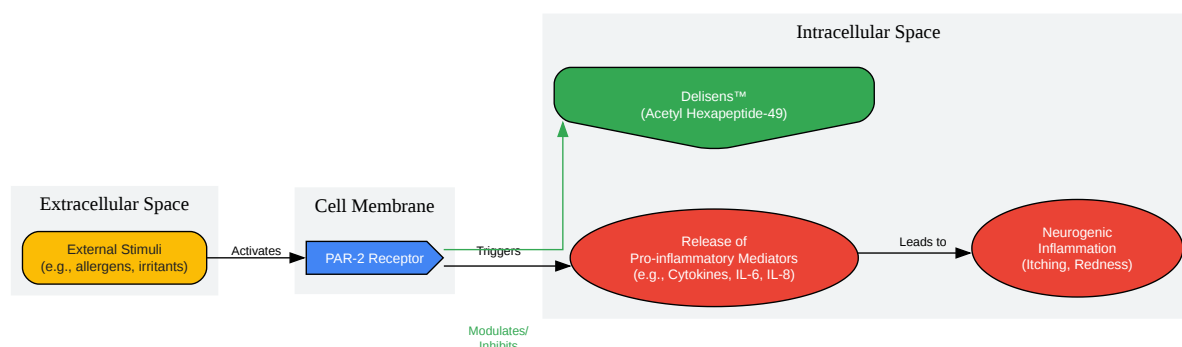 Intracellular Space
Delisens™
(Acetyl Hexapeptide-49)
Extracellular Space
External Stimuli
(e.g., allergens, irritants)
Activates
Cell Membrane
PAR-2 Receptor
Triggers
Release of
Pro-inflammatory Mediators
(e.g., Cytokines, IL-6, IL-8)
Leads to
Neurogenic
Inflammation
(Itching, Redness)
Modulates/
Inhibits